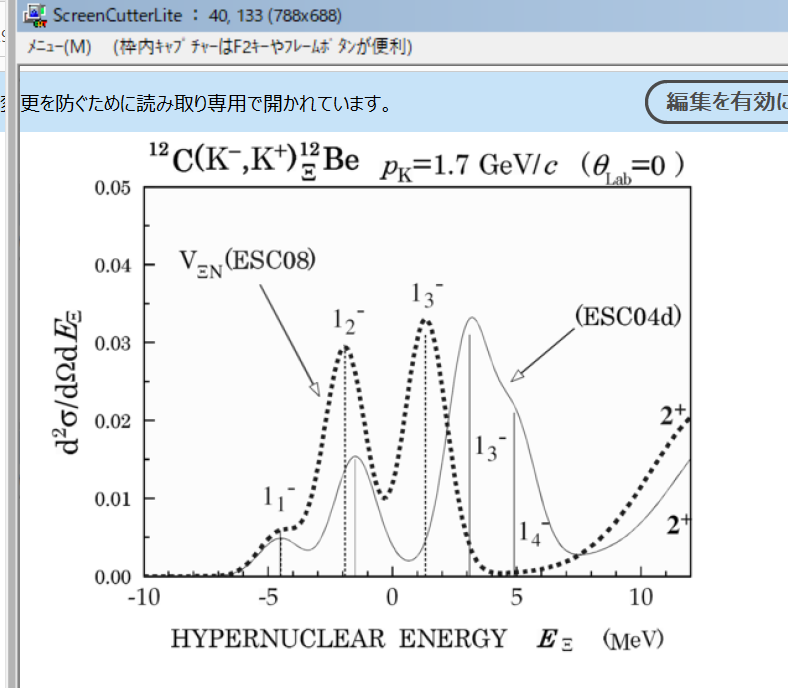 ScreenCutterLite : 40, 133 (788x688)
メニュー(M) (枠内キャプチャーはF2キーやフレームボタンが便利)
更を防ぐために読み取り専用で開かれています。 編集を有効に
¹²C(K⁻,K⁺)¹²ΞBe pK=1.7 GeV/c (θLab=0 )
0.05
0.04
0.03
0.02
0.01
0.00
d²σ/dΩdEΞ
VΞN(ESC08)
(ESC04d)
1₁⁻
1₂⁻
1₃⁻
1₃⁻
1₄⁻
2⁺
2⁺
-10 -5 0 5 10
HYPERNUCLEAR ENERGY EΞ (MeV)